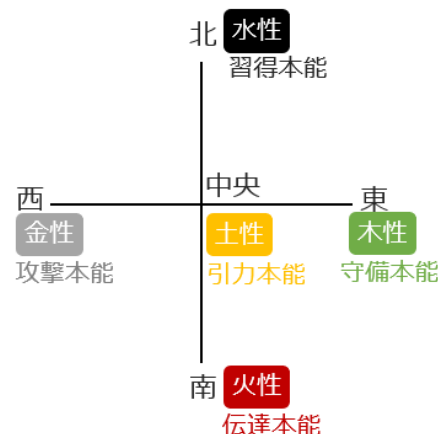 北 水性
習得本能
中央
西 東
金性 土性 木性
攻撃本能 引力本能 守備本能
南 火性
伝達本能